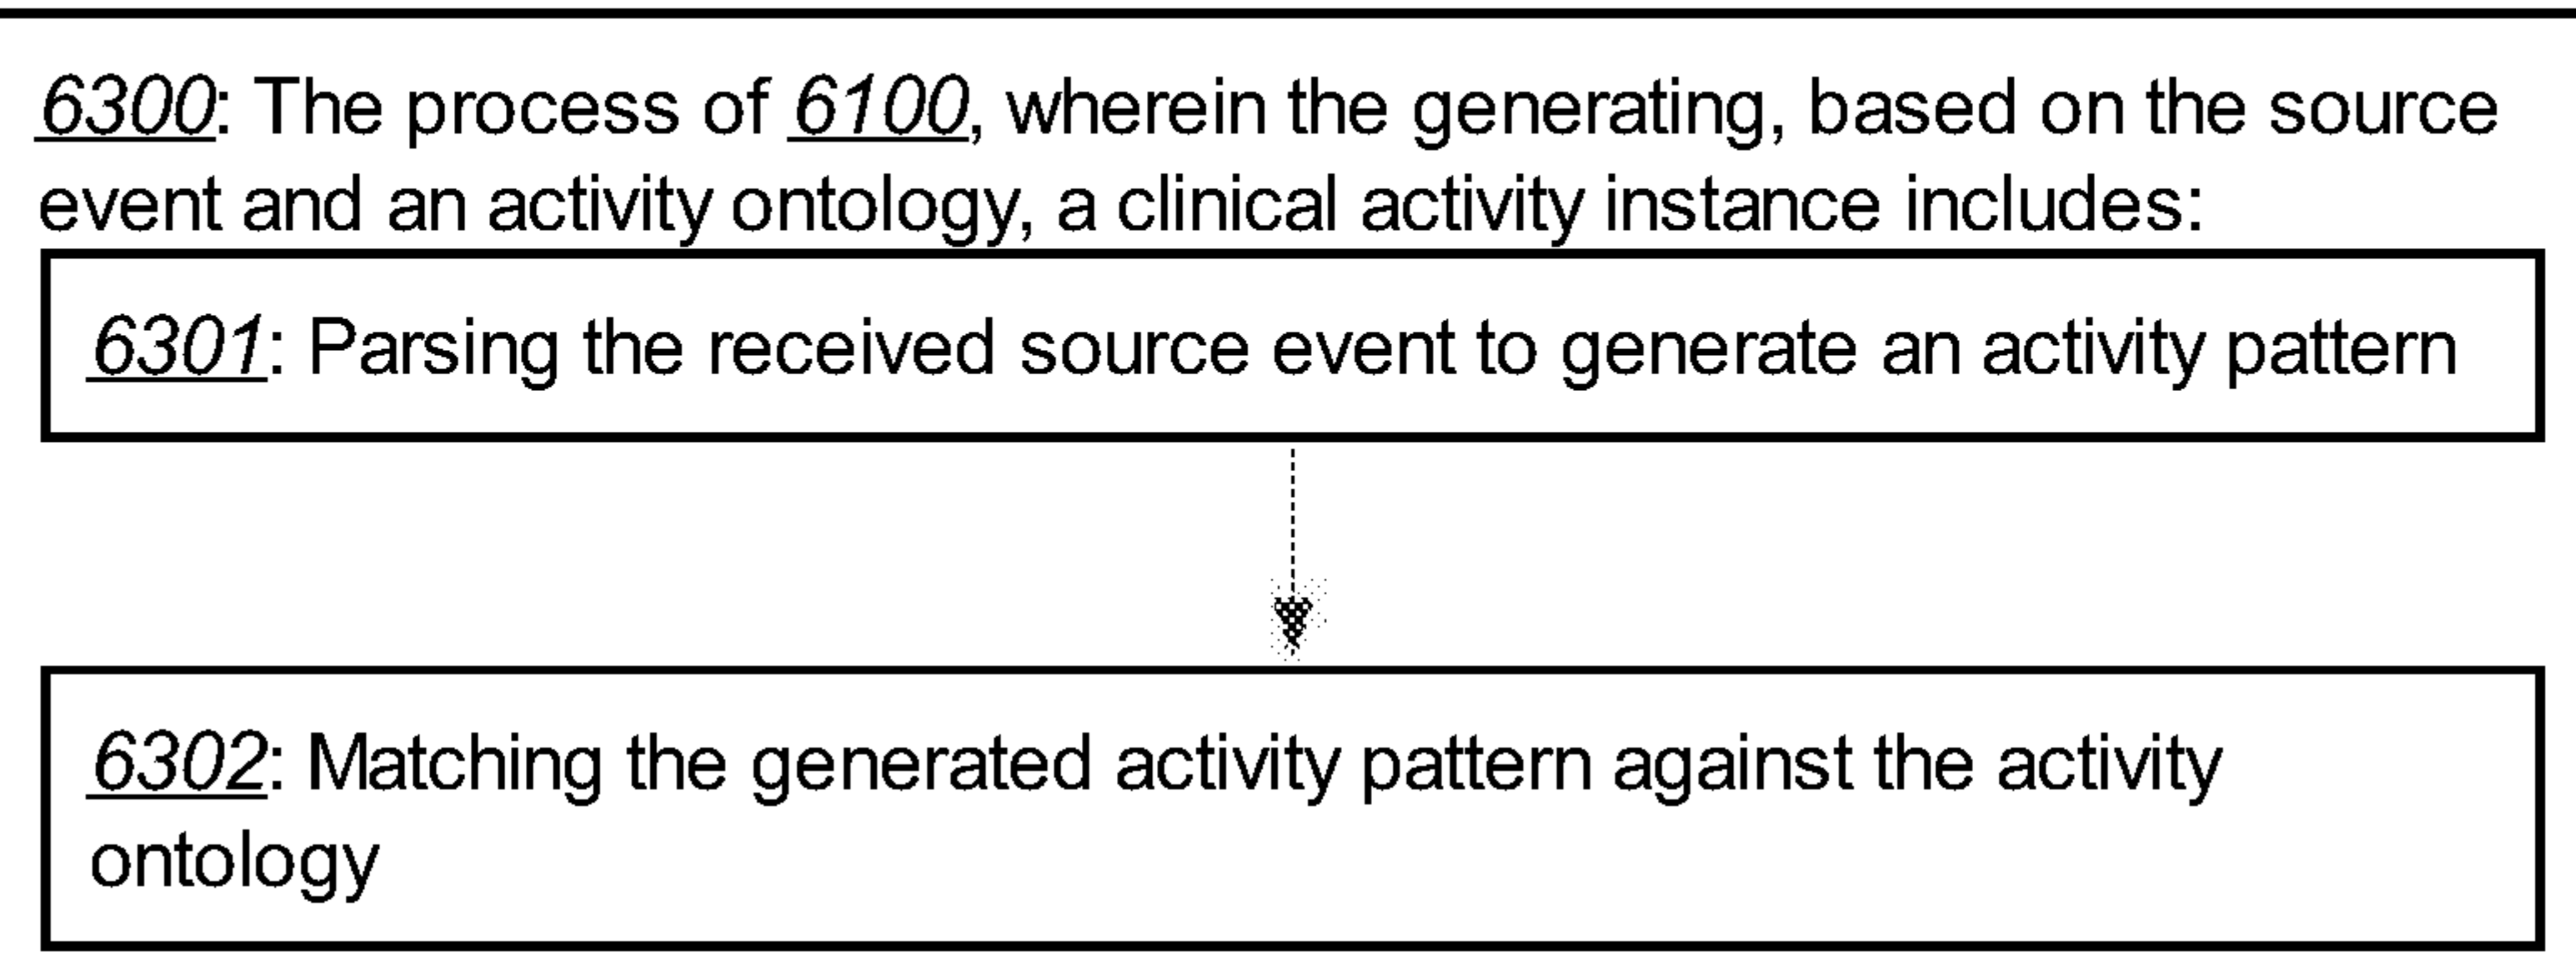 6300: The process of 6100, wherein the generating, based on the source
event and an activity ontology, a clinical activity instance includes:
6301: Parsing the received source event to generate an activity pattern
6302: Matching the generated activity pattern against the activity
ontology